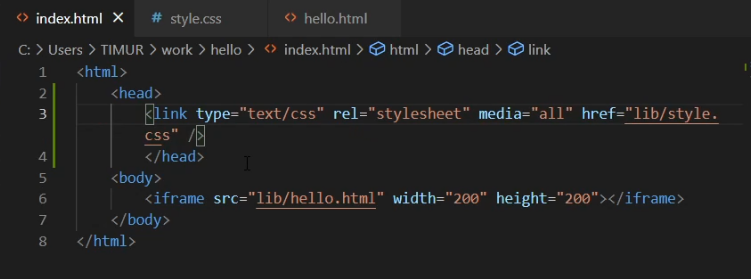 <> index.html × # style.css <> hello.html
C: > Users > TIMUR > work > hello > <> index.html > html > head > link
1 <html>
2 <head>
3 <link type="text/css" rel="stylesheet" media="all" href="lib/style.
css" />
4 </head>
5 <body>
6 <iframe src="lib/hello.html" width="200" height="200"></iframe>
7 </body>
8 </html>